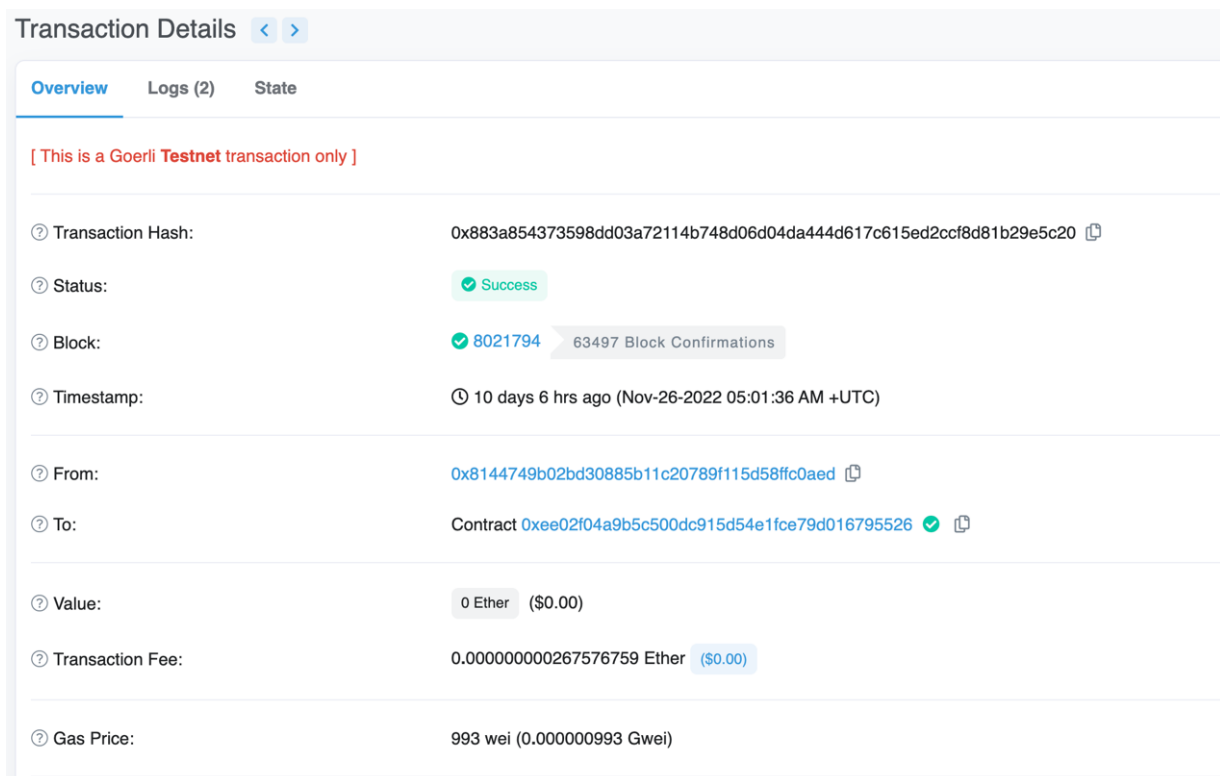 Transaction Details
Overview Logs (2) State
[ This is a Goerli Testnet transaction only ]
Transaction Hash: 0x883a854373598dd03a72114b748d06d04da444d617c615ed2ccf8d81b29e5c20
Status: Success
Block: 8021794 63497 Block Confirmations
Timestamp: 10 days 6 hrs ago (Nov-26-2022 05:01:36 AM +UTC)
From: 0x8144749b02bd30885b11c20789f115d58ffc0aed
To: Contract 0xee02f04a9b5c500dc915d54e1fce79d016795526
Value: 0 Ether ($0.00)
Transaction Fee: 0.000000000267576759 Ether ($0.00)
Gas Price: 993 wei (0.000000993 Gwei)